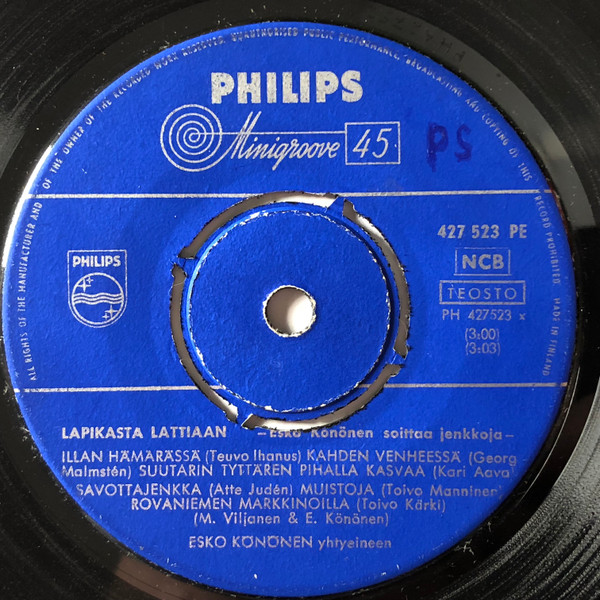 ALL RIGHTS OF THE MANUFACTURER AND OF THE OWNER OF THE RECORDED WORK RESERVED. UNAUTHORISED PUBLIC PERFORMANCE, BROADCASTING AND COPYING OF THIS RECORD PROHIBITED MADE IN FINLAND
PHILIPS
Minigroove 45
PS
427 523 PE
PHILIPS
NCB
TEOSTO
PH 427523 x
(3:00)
(3:03)
LAPIKASTA LATTIAAN — Esko Könönen soittaa jenkkoja —
ILLAN HÄMÄRÄSSÄ (Teuvo Ihanus) KAHDEN VENHEESSÄ (Georg
Malmstén) SUUTARIN TYTTÄREN PIHALLA KASVAA (Kari Aava)
SAVOTTAJENKKA (Atte Judén) MUISTOJA (Toivo Manninen)
ROVANIEMEN MARKKINOILLA (Toivo Kärki)
(M. Viljanen & E. Könänen)
ESKO KÖNÖNEN yhtyeineen